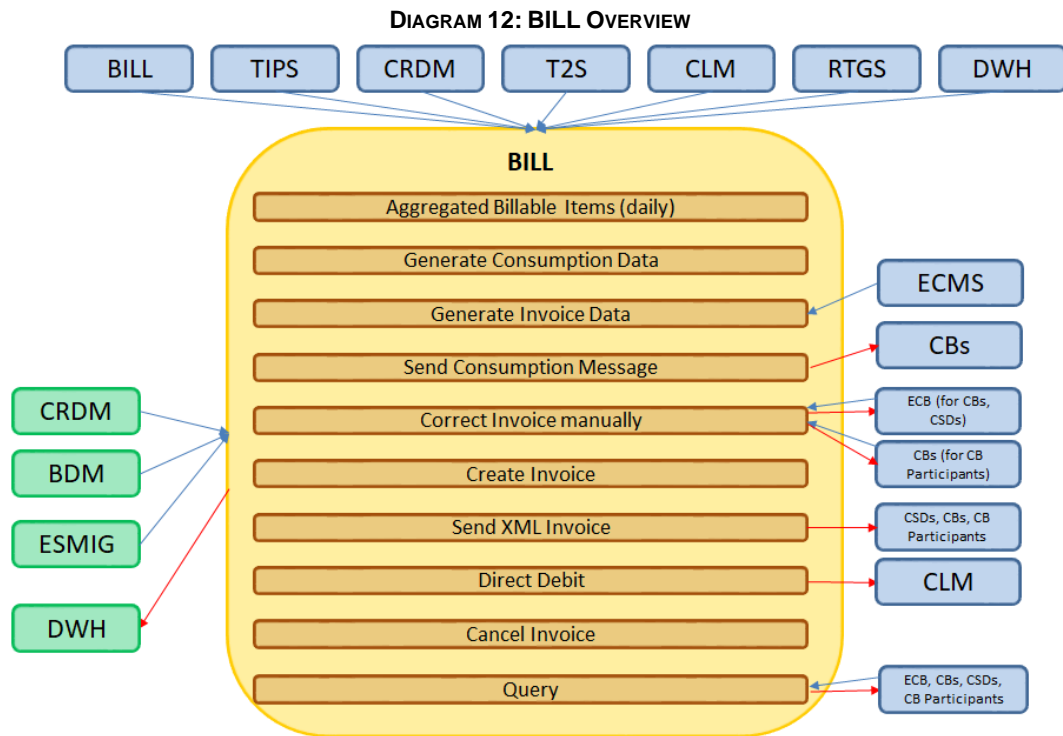 DIAGRAM 12: BILL OVERVIEW
BILL
TIPS
CRDM
T2S
CLM
RTGS
DWH
BILL
Aggregated Billable Items (daily)
Generate Consumption Data
Generate Invoice Data
Send Consumption Message
Correct Invoice manually
Create Invoice
Send XML Invoice
Direct Debit
Cancel Invoice
Query
CRDM
BDM
ESMIG
DWH
ECMS
CBs
ECB (for CBs,
CSDs)
CBs (for CB
Participants)
CSDs, CBs, CB
Participants
CLM
ECB, CBs, CSDs,
CB Participants